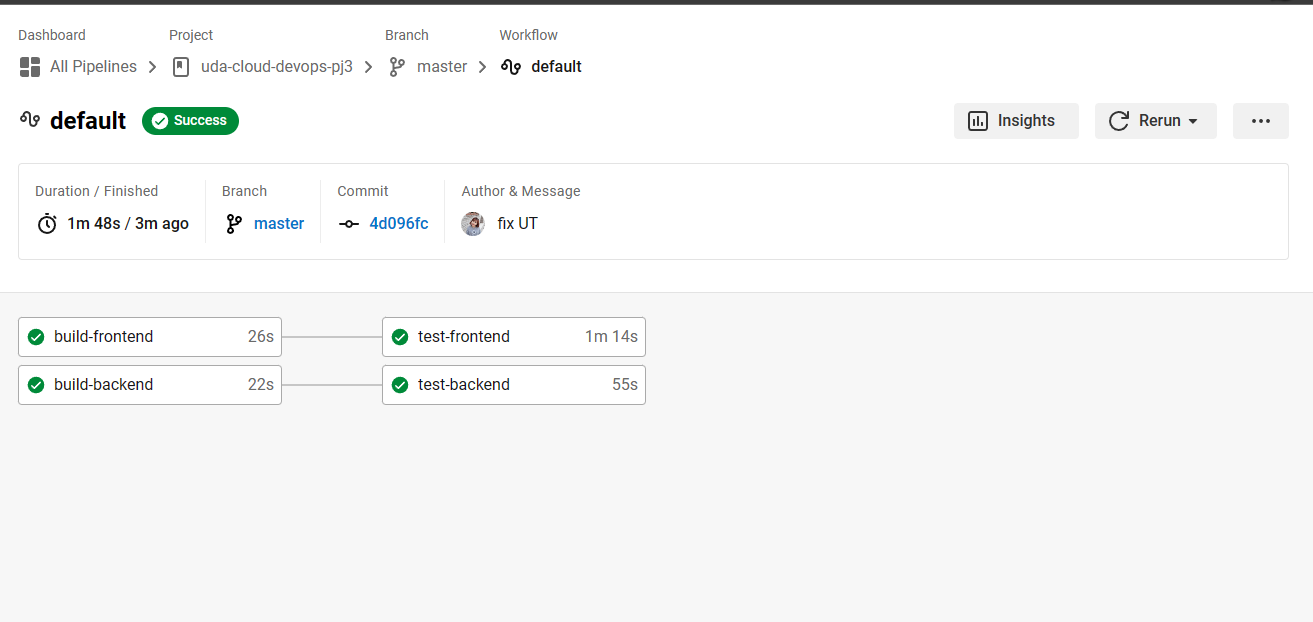 Dashboard Project Branch Workflow
All Pipelines uda-cloud-devops-pj3 master default
default Success Insights Rerun
Duration / Finished Branch Commit Author & Message
1m 48s / 3m ago master 4d096fc fix UT
build-frontend 26s test-frontend 1m 14s
build-backend 22s test-backend 55s